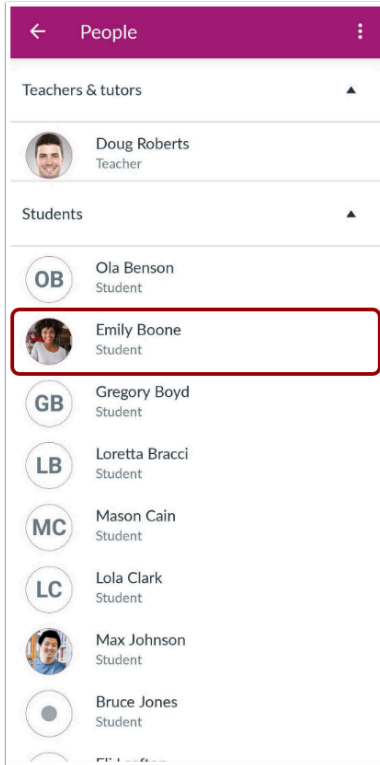 People
Teachers & tutors
Doug Roberts
Teacher
Students
OB
Ola Benson
Student
Emily Boone
Student
GB
Gregory Boyd
Student
LB
Loretta Bracci
Student
MC
Mason Cain
Student
LC
Lola Clark
Student
Max Johnson
Student
Bruce Jones
Student